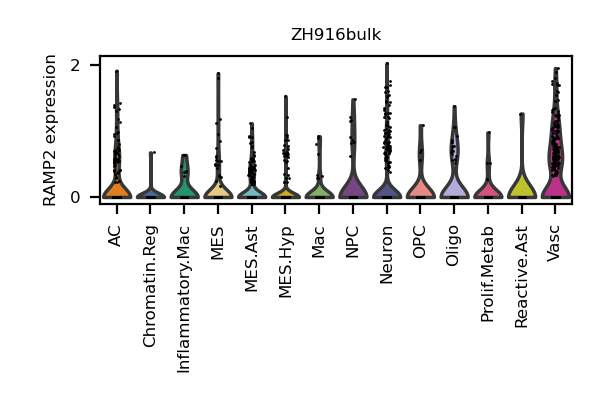 ZH916bulk
RAMP2 expression
2
0
AC
Chromatin.Reg
Inflammatory.Mac
MES
MES.Ast
MES.Hyp
Mac
NPC
Neuron
OPC
Oligo
Prolif.Metab
Reactive.Ast
Vasc